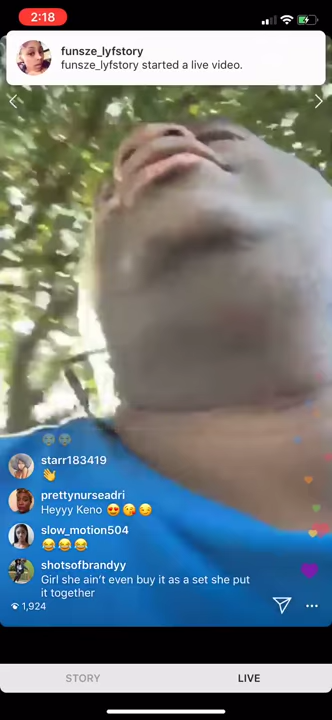 2:18
funsze_lyfstory
funsze_lyfstory started a live video.
starr183419
👋
prettynurseadri
Heyyy Keno 😍😘😏
slow_motion504
😂😂😂
shotsofbrandyy
Girl she ain't even buy it as a set she put
it together
1,924
STORY
LIVE